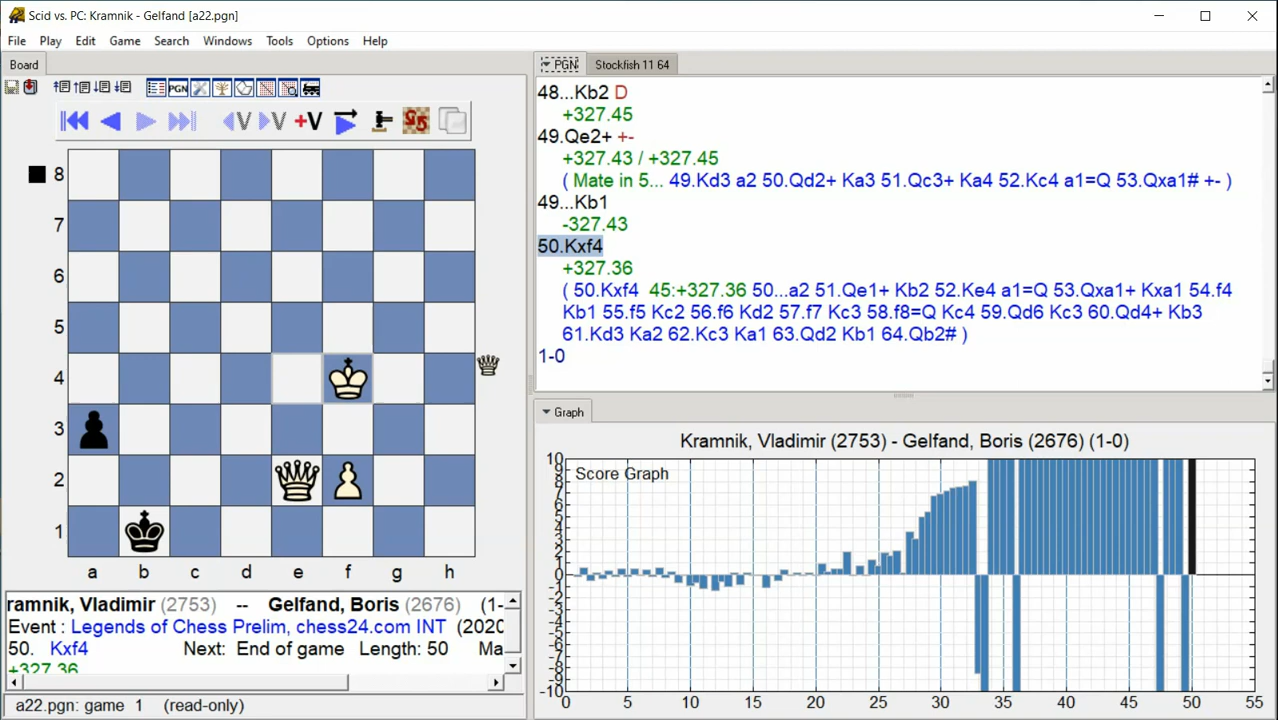 Scid vs. PC: Kramnik - Gelfand [a22.pgn]
File Play Edit Game Search Windows Tools Options Help
Board
PGN
PGN Stockfish 11 64
V V +V
48...Kb2 D
+327.45
49.Qe2+ +-
+327.43 / +327.45
( Mate in 5... 49.Kd3 a2 50.Qd2+ Ka3 51.Qc3+ Ka4 52.Kc4 a1=Q 53.Qxa1# +- )
49...Kb1
-327.43
50.Kxf4
+327.36
( 50.Kxf4 45:+327.36 50...a2 51.Qe1+ Kb2 52.Ke4 a1=Q 53.Qxa1+ Kxa1 54.f4
Kb1 55.f5 Kc2 56.f6 Kd2 57.f7 Kc3 58.f8=Q Kc4 59.Qd6 Kc3 60.Qd4+ Kb3
61.Kd3 Ka2 62.Kc3 Ka1 63.Qd2 Kb1 64.Qb2# )
1-0
8
7
6
5
4
3
2
1
a b c d e f g h
ramnik, Vladimir (2753) -- Gelfand, Boris (2676) (1-
Event : Legends of Chess Prelim, chess24.com INT (2020
50. Kxf4 Next: End of game Length: 50 Ma
+327.36
a22.pgn: game 1 (read-only)
Graph
Kramnik, Vladimir (2753) - Gelfand, Boris (2676) (1-0)
Score Graph
10
9
8
7
6
5
4
3
2
1
0
-1
-2
-3
-4
-5
-6
-7
-8
-9
-10
0 5 10 15 20 25 30 35 40 45 50 55